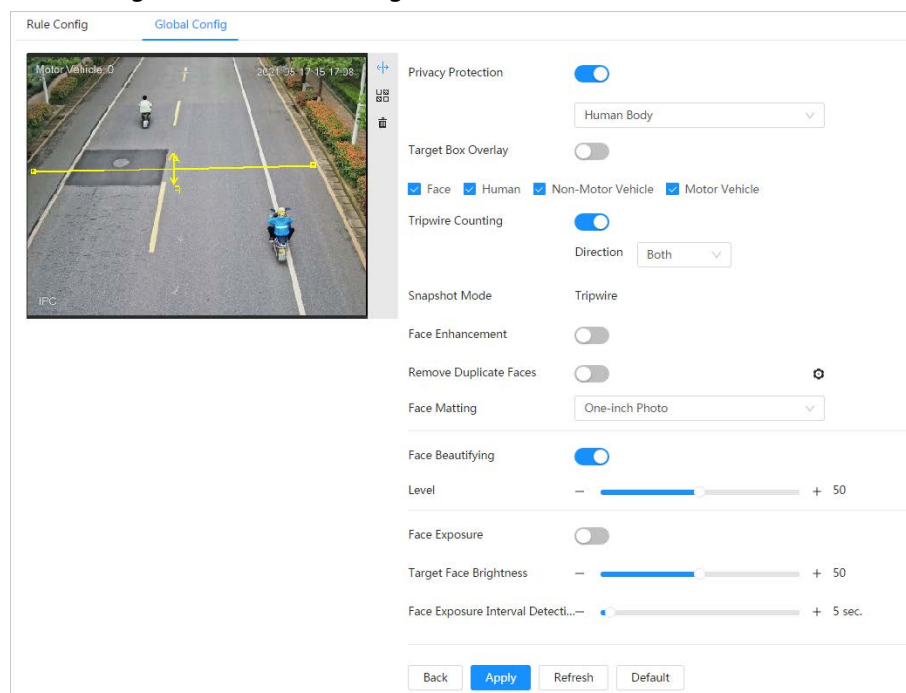 Rule Config Global Config
Motor Vehicle: 0
IPC
Privacy Protection
Human Body
Target Box Overlay
Face Human Non-Motor Vehicle Motor Vehicle
Tripwire Counting
Direction Both
Snapshot Mode Tripwire
Face Enhancement
Remove Duplicate Faces
Face Matting One-inch Photo
Face Beautifying
Level − + 50
Face Exposure
Target Face Brightness − + 50
Face Exposure Interval Detecti...− + 5 sec.
Back Apply Refresh Default